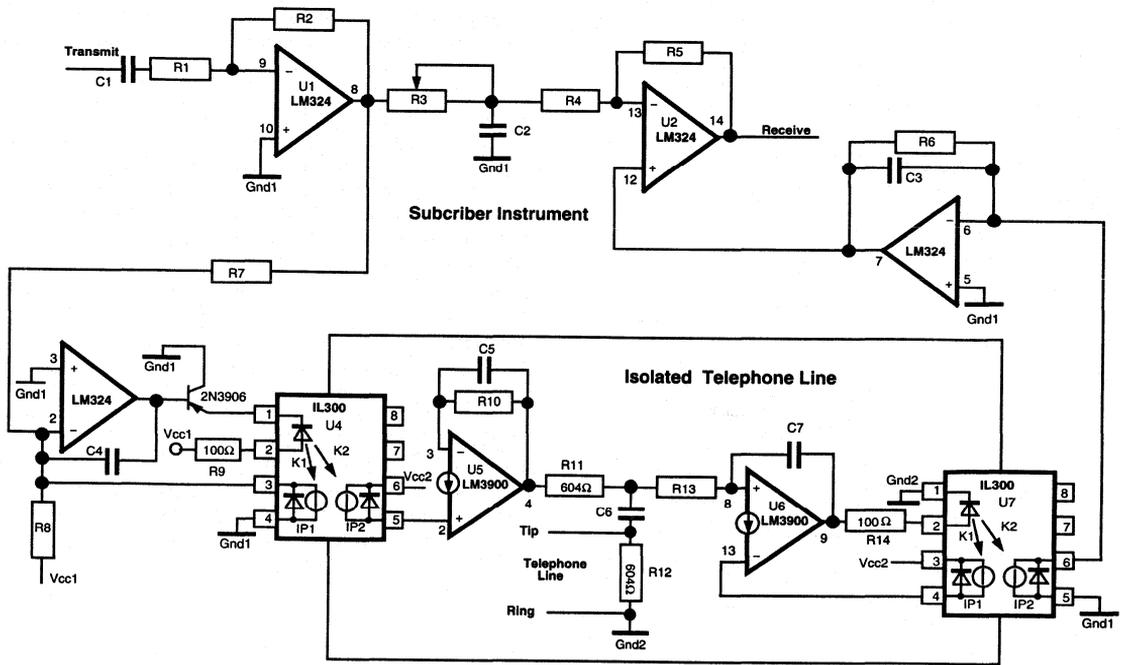 R2
Transmit
C1
R1
9
−
U1
LM324
8
10
+
Gnd1
R3
C2
Gnd1
R4
R5
13
−
U2
LM324
14
Receive
12
+
R6
C3
−
6
LM324
7
+
5
Gnd1
Subcriber Instrument
R7
3
+
Gnd1
LM324
2
−
C4
R8
Vcc1
Gnd1
2N3906
Vcc1
100Ω
R9
IL300
U4
1
2
3
4
8
7
6
5
K1
K2
IP1
IP2
Gnd1
Vcc2
C5
R10
3
−
U5
LM3900
4
2
+
Isolated Telephone Line
R11
604Ω
C6
Tip
Telephone
Line
Ring
604Ω
R12
Gnd2
R13
C7
8
+
U6
LM3900
9
13
−
100Ω
R14
Gnd2
Vcc2
IL300
U7
1
2
3
4
8
7
6
5
K1
K2
IP1
IP2
Gnd1